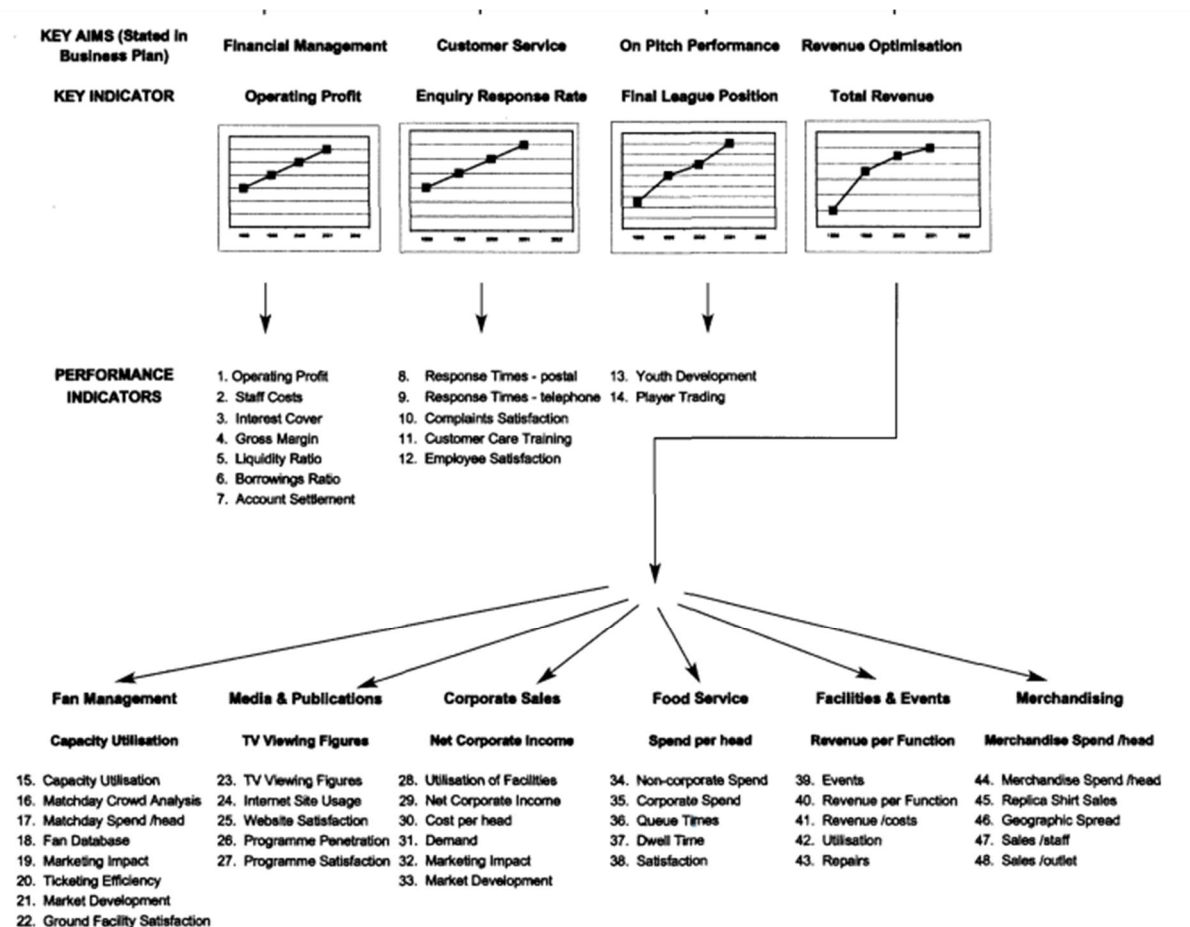 KEY AIMS (Stated in
Business Plan)
Financial Management
Customer Service
On Pitch Performance
Revenue Optimisation
KEY INDICATOR
Operating Profit
Enquiry Response Rate
Final League Position
Total Revenue
PERFORMANCE
INDICATORS
1. Operating Profit
2. Staff Costs
3. Interest Cover
4. Gross Margin
5. Liquidity Ratio
6. Borrowings Ratio
7. Account Settlement
8. Response Times - postal
9. Response Times - telephone
10. Complaints Satisfaction
11. Customer Care Training
12. Employee Satisfaction
13. Youth Development
14. Player Trading
Fan Management
Capacity Utilisation
15. Capacity Utilisation
16. Matchday Crowd Analysis
17. Matchday Spend /head
18. Fan Database
19. Marketing Impact
20. Ticketing Efficiency
21. Market Development
22. Ground Facility Satisfaction
Media & Publications
TV Viewing Figures
23. TV Viewing Figures
24. Internet Site Usage
25. Website Satisfaction
26. Programme Penetration
27. Programme Satisfaction
Corporate Sales
Net Corporate Income
28. Utilisation of Facilities
29. Net Corporate Income
30. Cost per head
31. Demand
32. Marketing Impact
33. Market Development
Food Service
Spend per head
34. Non-corporate Spend
35. Corporate Spend
36. Queue Times
37. Dwell Time
38. Satisfaction
Facilities & Events
Revenue per Function
39. Events
40. Revenue per Function
41. Revenue /costs
42. Utilisation
43. Repairs
Merchandising
Merchandise Spend /head
44. Merchandise Spend /head
45. Replica Shirt Sales
46. Geographic Spread
47. Sales /staff
48. Sales /outlet